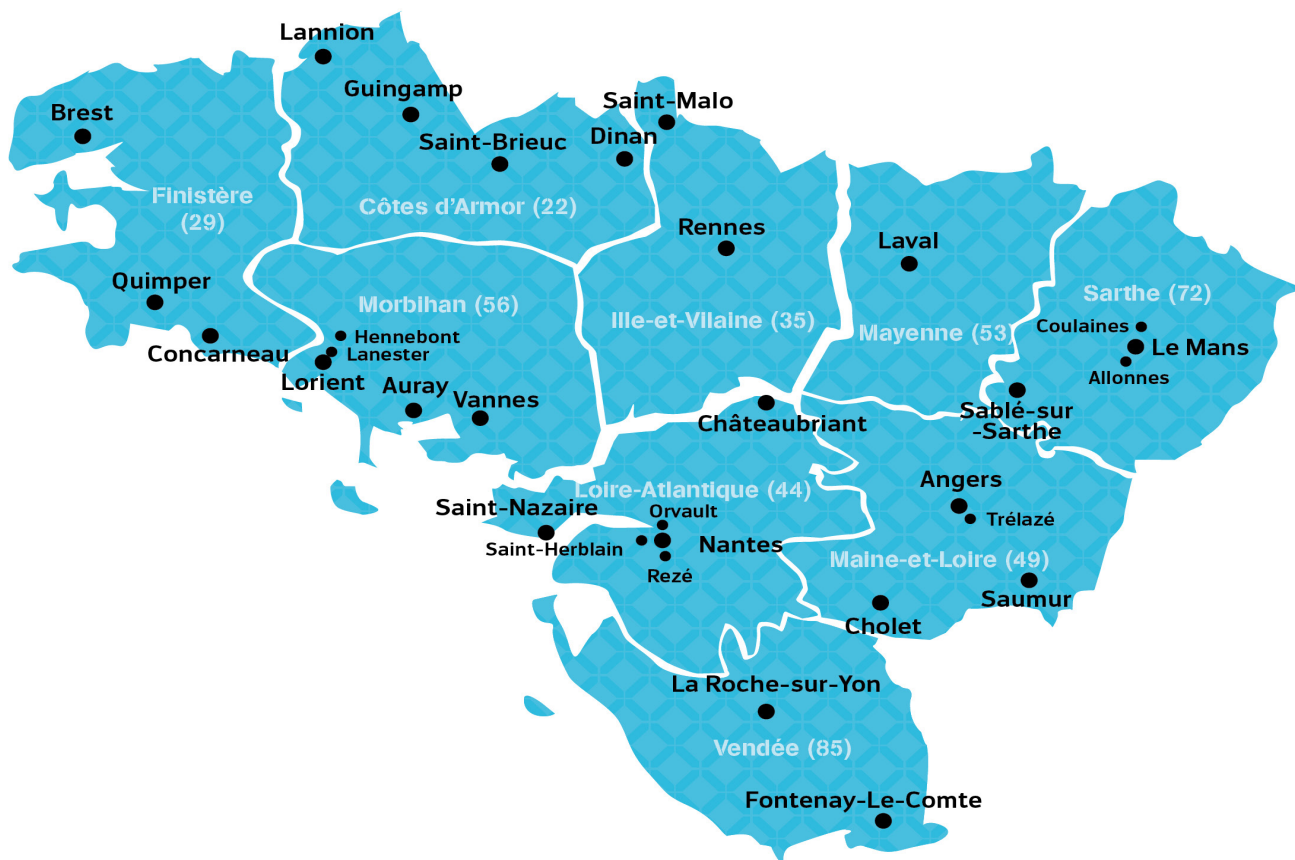 Lannion
Guingamp
Saint-Malo
Brest
Saint-Brieuc
Dinan
Finistère
(29)
Côtes d'Armor (22)
Rennes
Laval
Quimper
Morbihan (56)
Ille-et-VIlaine (35)
Mayenne (53)
Sarthe (72)
Coulaines
Le Mans
Allonnes
Concarneau
Hennebont
Lanester
Lorient
Auray
Vannes
Châteaubriant
Sablé-sur
-Sarthe
Loire-Atlantique (44)
Angers
Trélazé
Saint-Nazaire
Orvault
Saint-Herblain
Nantes
Rezé
Maine-et-Loire (49)
Saumur
Cholet
La Roche-sur-Yon
Vendée (85)
Fontenay-Le-Comte